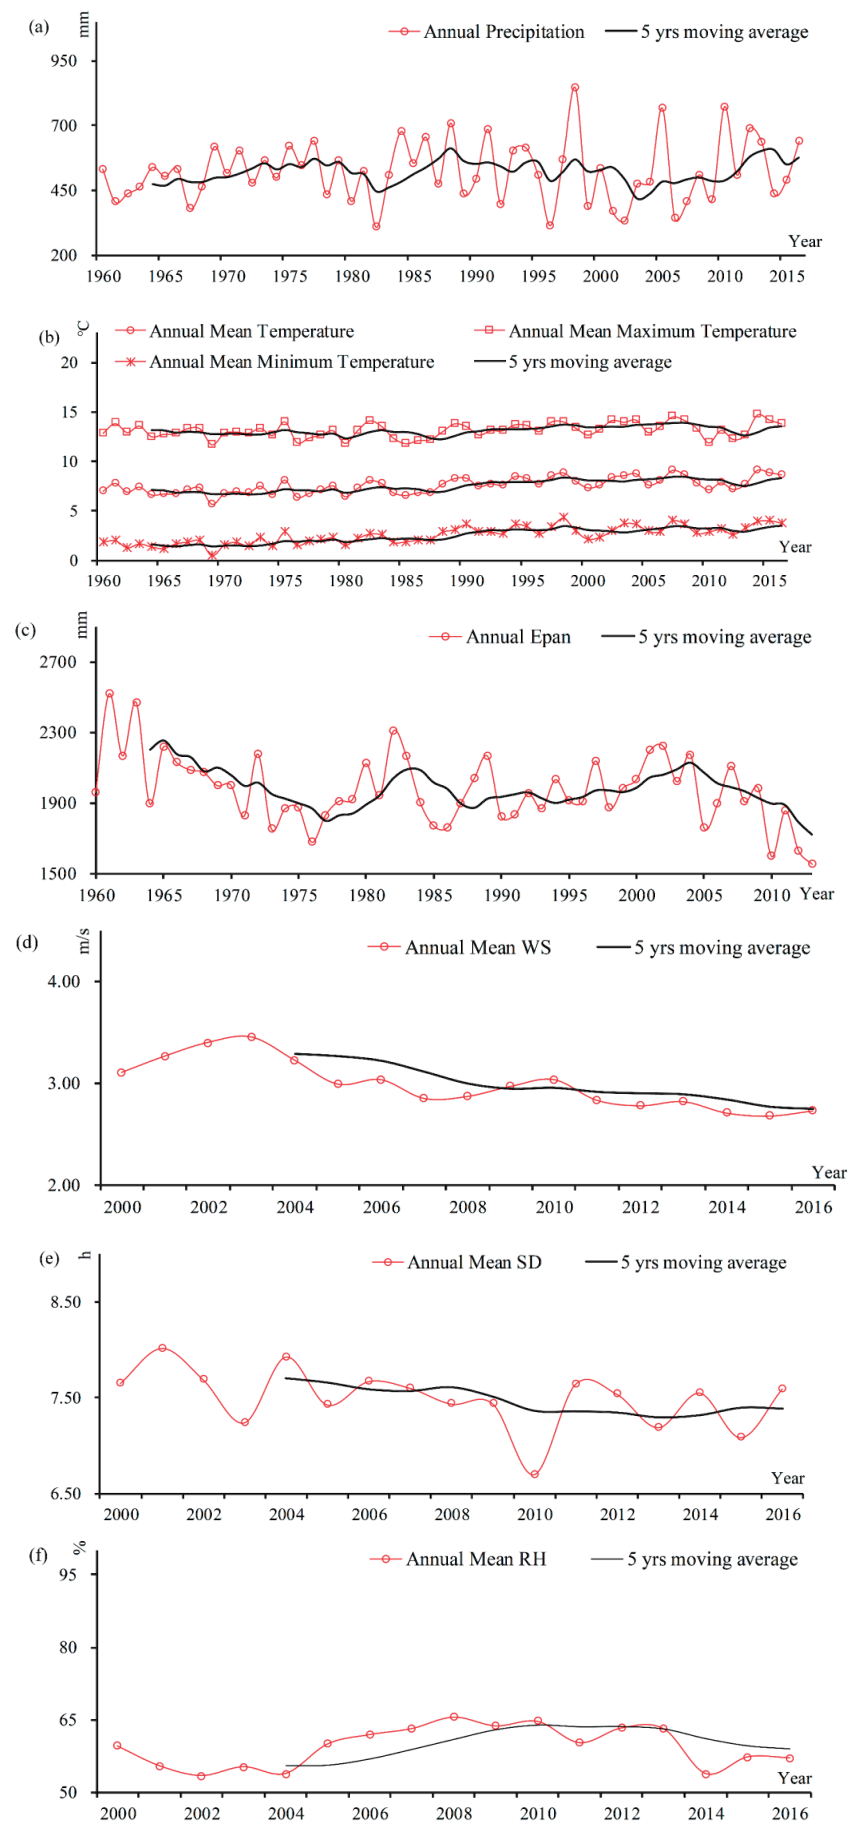 (a)
mm
Annual Precipitation
5 yrs moving average
950
700
450
200
Year
1960 1965 1970 1975 1980 1985 1990 1995 2000 2005 2010 2015
(b)
℃
Annual Mean Temperature
Annual Mean Maximum Temperature
Annual Mean Minimum Temperature
5 yrs moving average
20
15
10
5
0
Year
1960 1965 1970 1975 1980 1985 1990 1995 2000 2005 2010 2015
(c)
mm
Annual Epan
5 yrs moving average
2700
2300
1900
1500
1960 1965 1970 1975 1980 1985 1990 1995 2000 2005 2010 Year
(d)
m/s
Annual Mean WS
5 yrs moving average
4.00
3.00
2.00
Year
2000 2002 2004 2006 2008 2010 2012 2014 2016
(e)
h
Annual Mean SD
5 yrs moving average
8.50
7.50
6.50
Year
2000 2002 2004 2006 2008 2010 2012 2014 2016
(f)
%
Annual Mean RH
5 yrs moving average
95
80
65
50
Year
2000 2002 2004 2006 2008 2010 2012 2014 2016